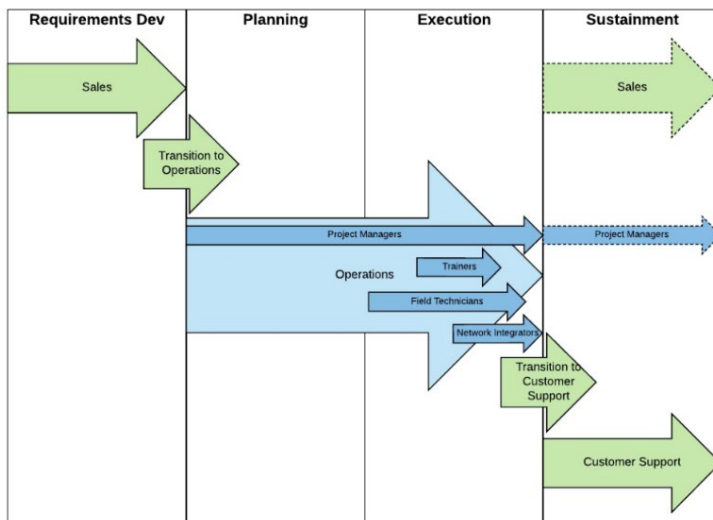 Requirements Dev
Planning
Execution
Sustainment
Sales
Sales
Transition to
Operations
Project Managers
Project Managers
Trainers
Operations
Field Technicians
Network Integrators
Transition to
Customer
Support
Customer Support